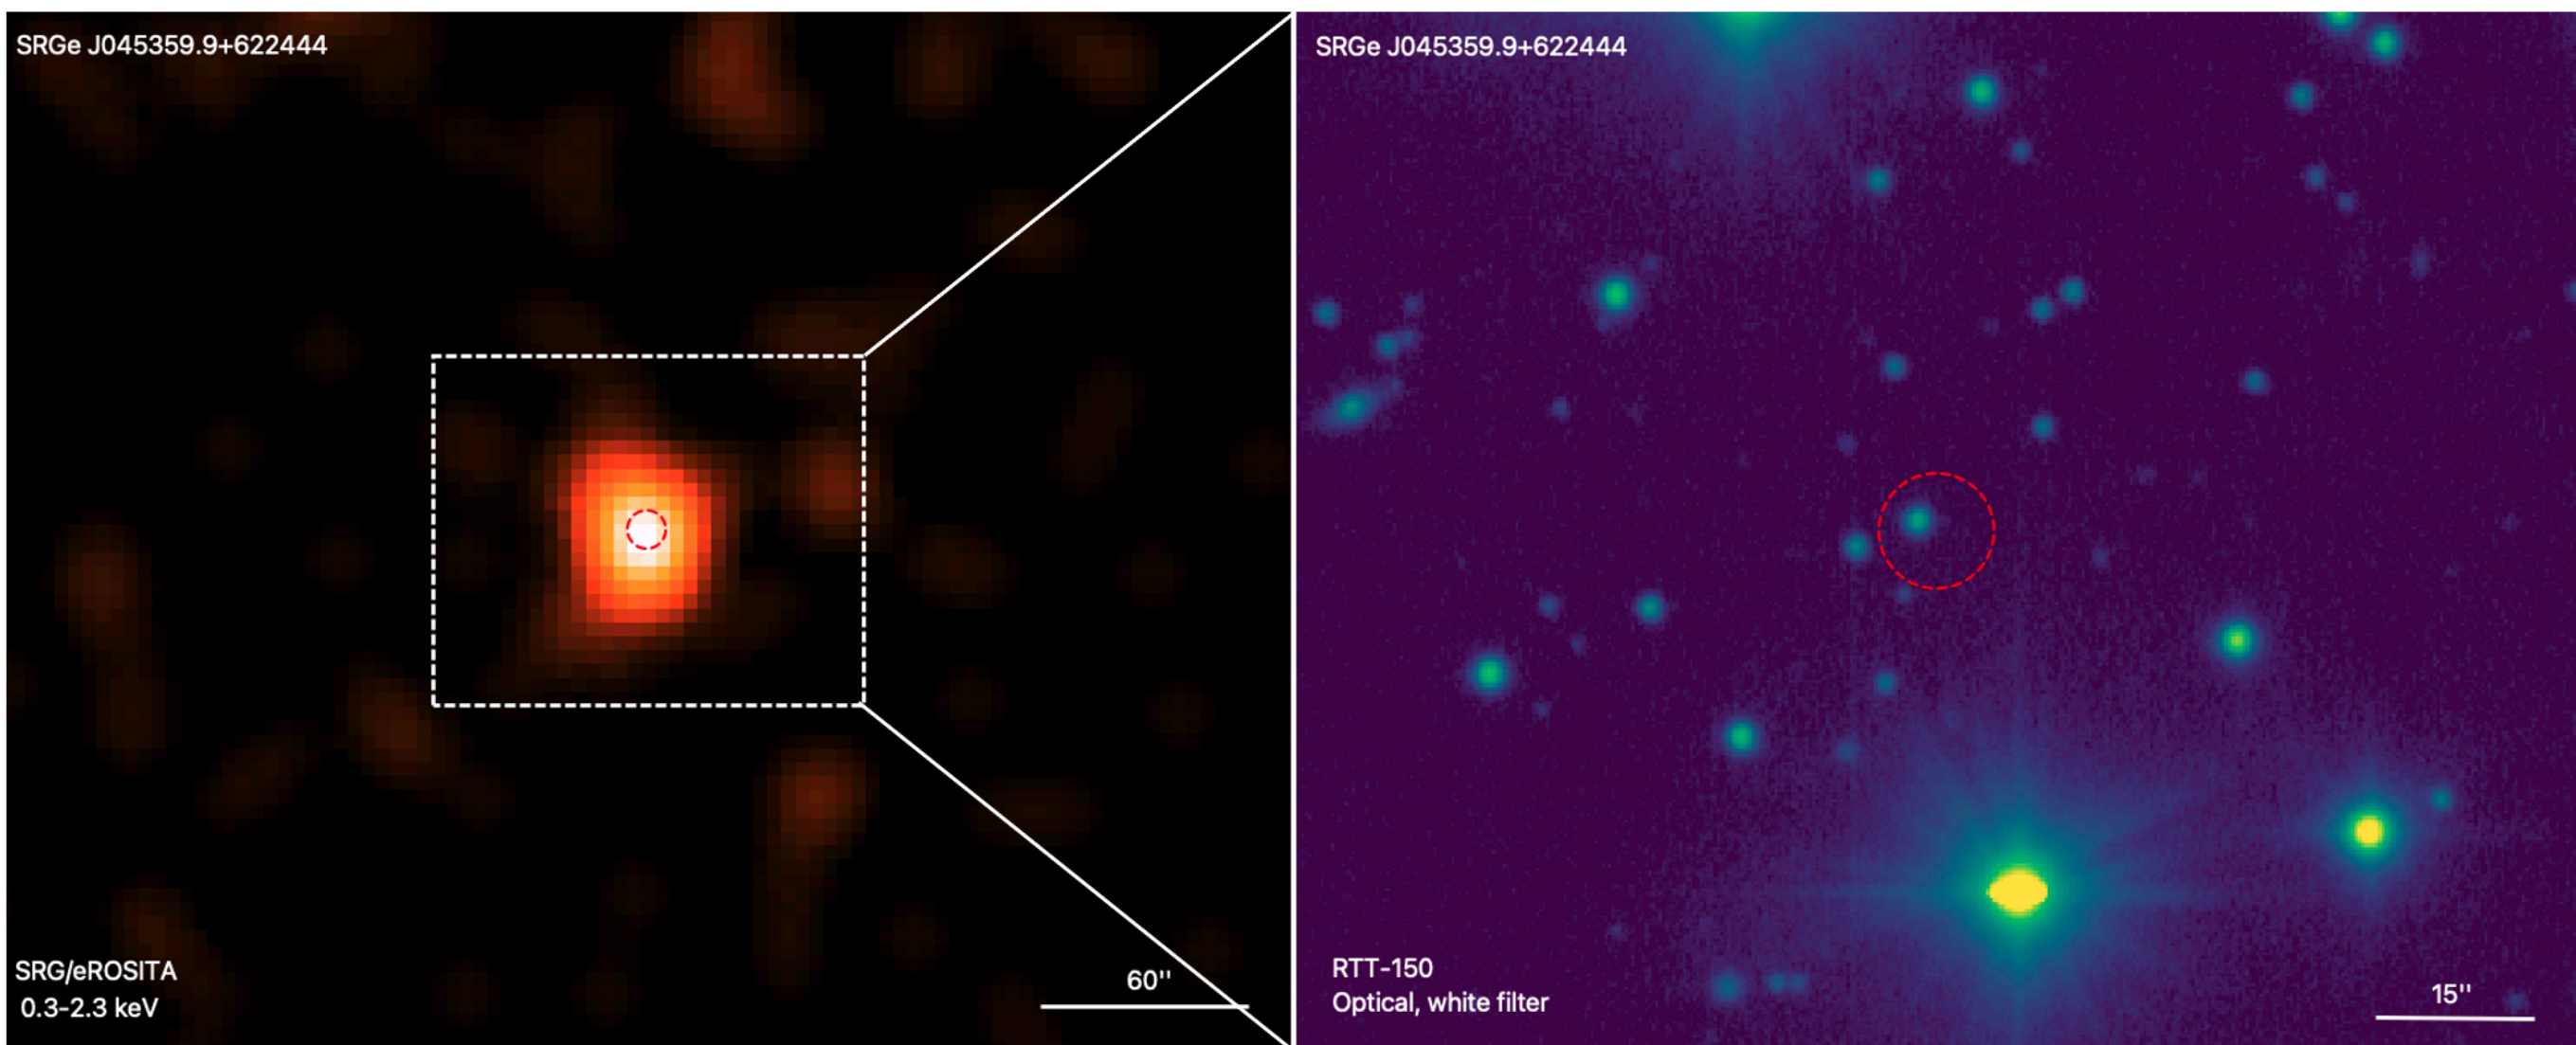 SRGe J045359.9+622444
SRG/eROSITA
0.3-2.3 keV
60''
SRGe J045359.9+622444
RTT-150
Optical, white filter
15''